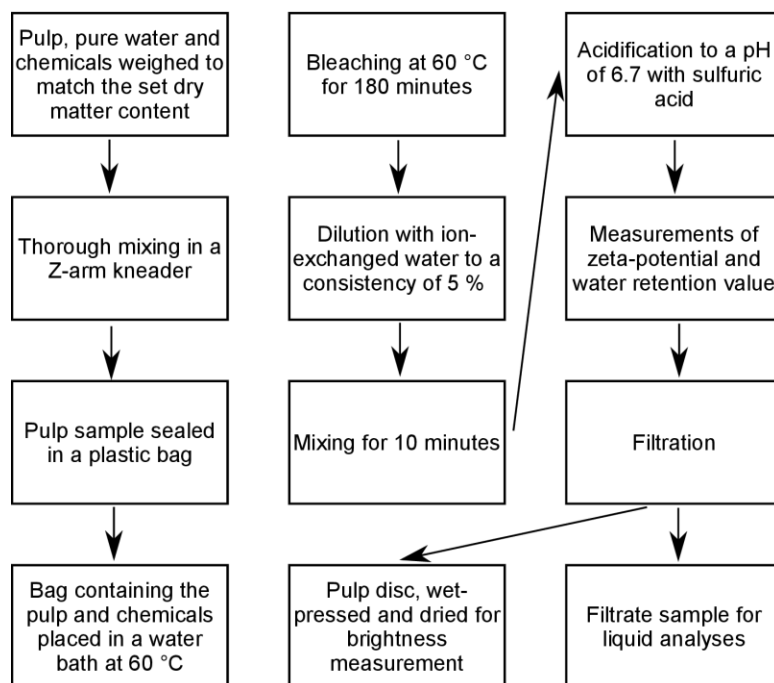 Pulp, pure water and
chemicals weighed to
match the set dry
matter content
Thorough mixing in a
Z-arm kneader
Pulp sample sealed
in a plastic bag
Bag containing the
pulp and chemicals
placed in a water
bath at 60 °C
Bleaching at 60 °C
for 180 minutes
Dilution with ion-
exchanged water to a
consistency of 5 %
Mixing for 10 minutes
Acidification to a pH
of 6.7 with sulfuric
acid
Measurements of
zeta-potential and
water retention value
Filtration
Pulp disc, wet-
pressed and dried for
brightness
measurement
Filtrate sample for
liquid analyses